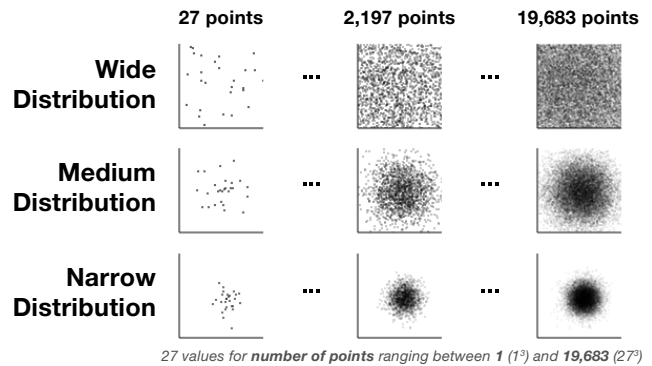 27 points 2,197 points 19,683 points
Wide
Distribution
...
...
Medium
Distribution
...
...
Narrow
Distribution
...
...
27 values for number of points ranging between 1 (1³) and 19,683 (27³)